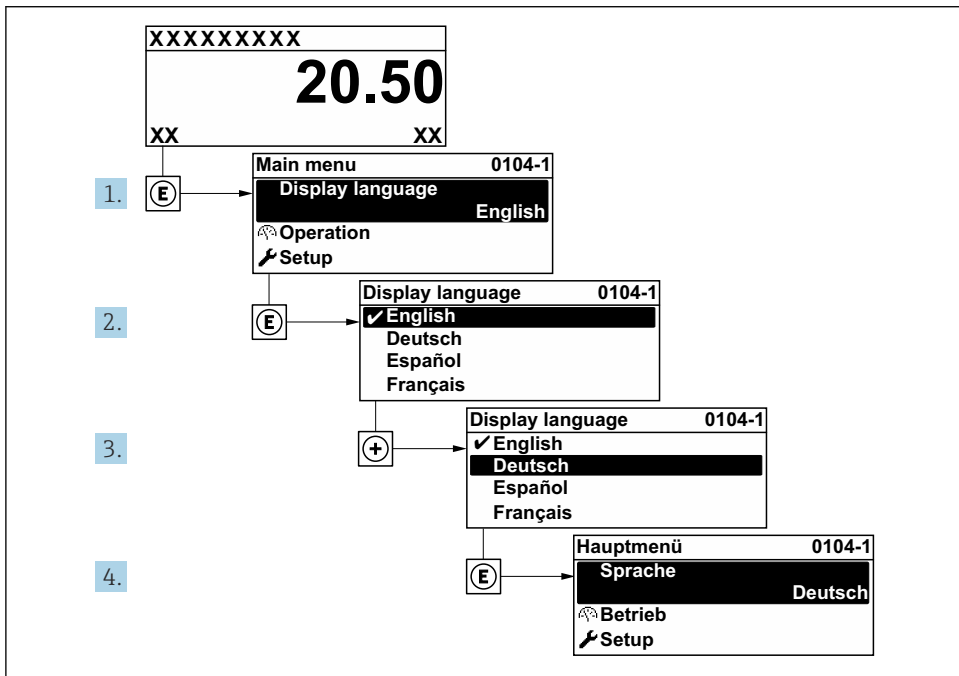 XXXXXXXXX
20.50
XX XX
1. E
Main menu 0104-1
Display language
English
Operation
Setup
2. E
Display language 0104-1
✔English
Deutsch
Español
Français
3. +
Display language 0104-1
✔English
Deutsch
Español
Français
4. E
Hauptmenü 0104-1
Sprache
Deutsch
Betrieb
Setup